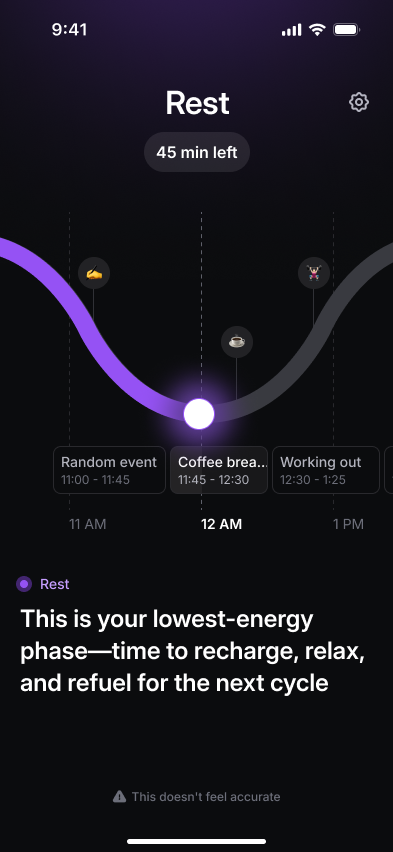 9:41
Rest
45 min left
Random event
11:00 - 11:45
Coffee brea...
11:45 - 12:30
Working out
12:30 - 1:25
11 AM
12 AM
1 PM
Rest
This is your lowest-energy
phase—time to recharge, relax,
and refuel for the next cycle
This doesn't feel accurate